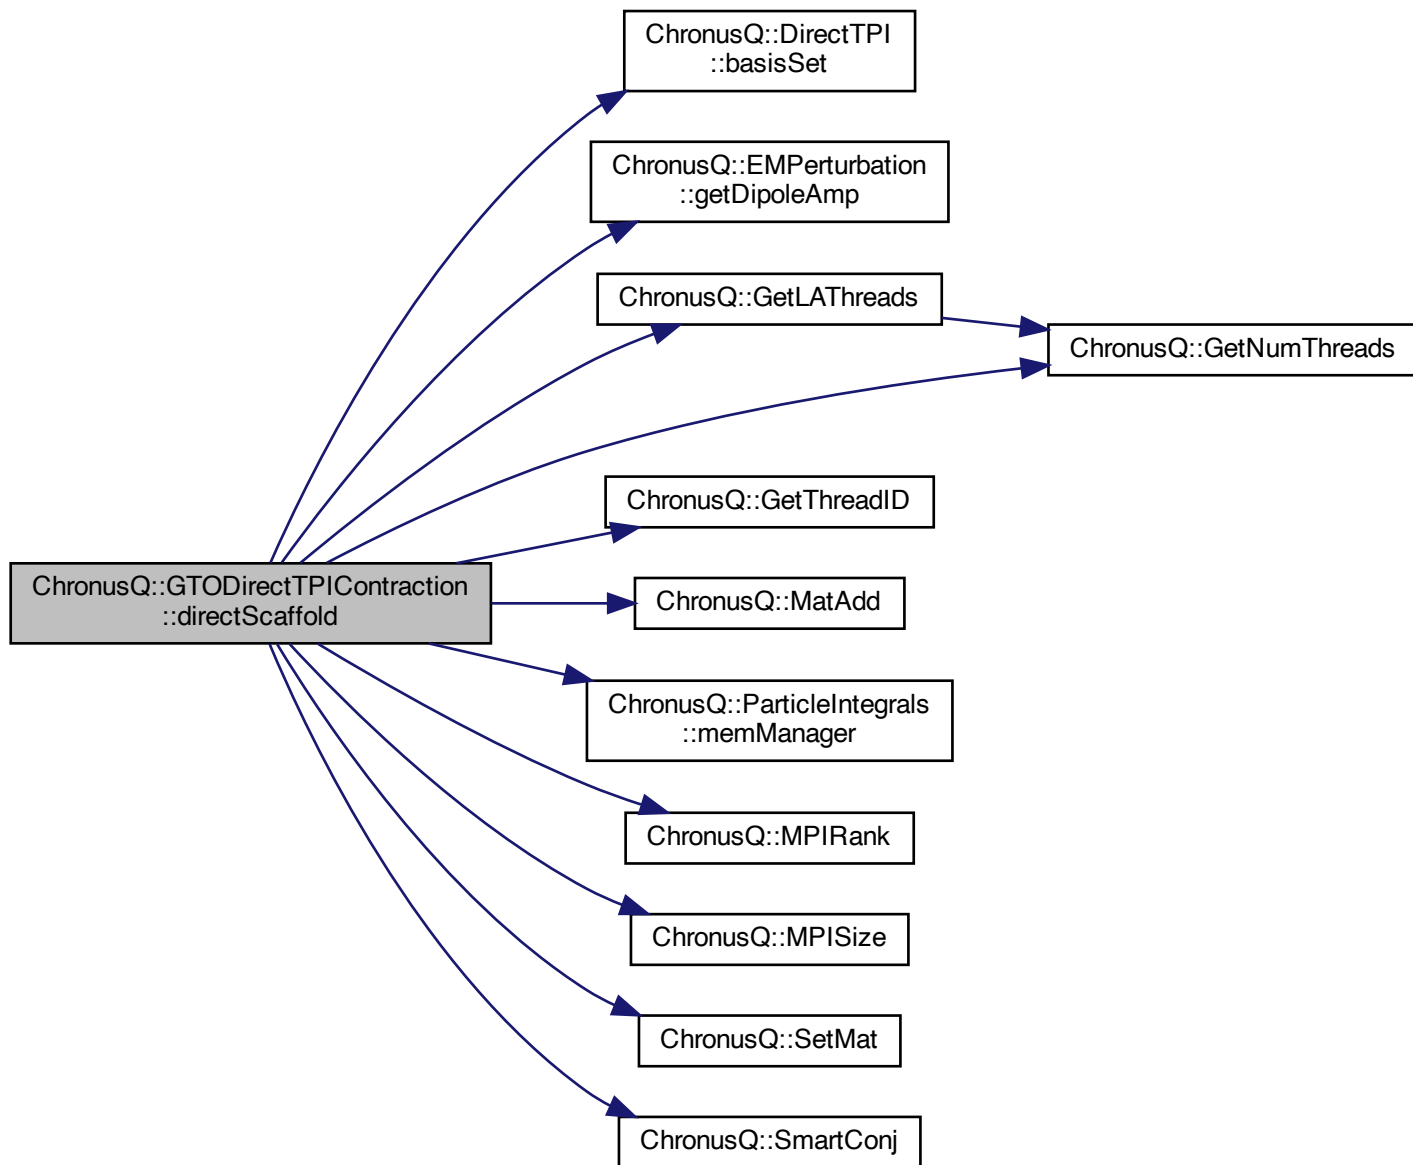 ChronusQ::DirectTPI
::basisSet
ChronusQ::EMPerturbation
::getDipoleAmp
ChronusQ::GetLAThreads
ChronusQ::GetNumThreads
ChronusQ::GetThreadID
ChronusQ::GTODirectTPIContraction
::directScaffold
ChronusQ::MatAdd
ChronusQ::ParticleIntegrals
::memManager
ChronusQ::MPIRank
ChronusQ::MPISize
ChronusQ::SetMat
ChronusQ::SmartConj